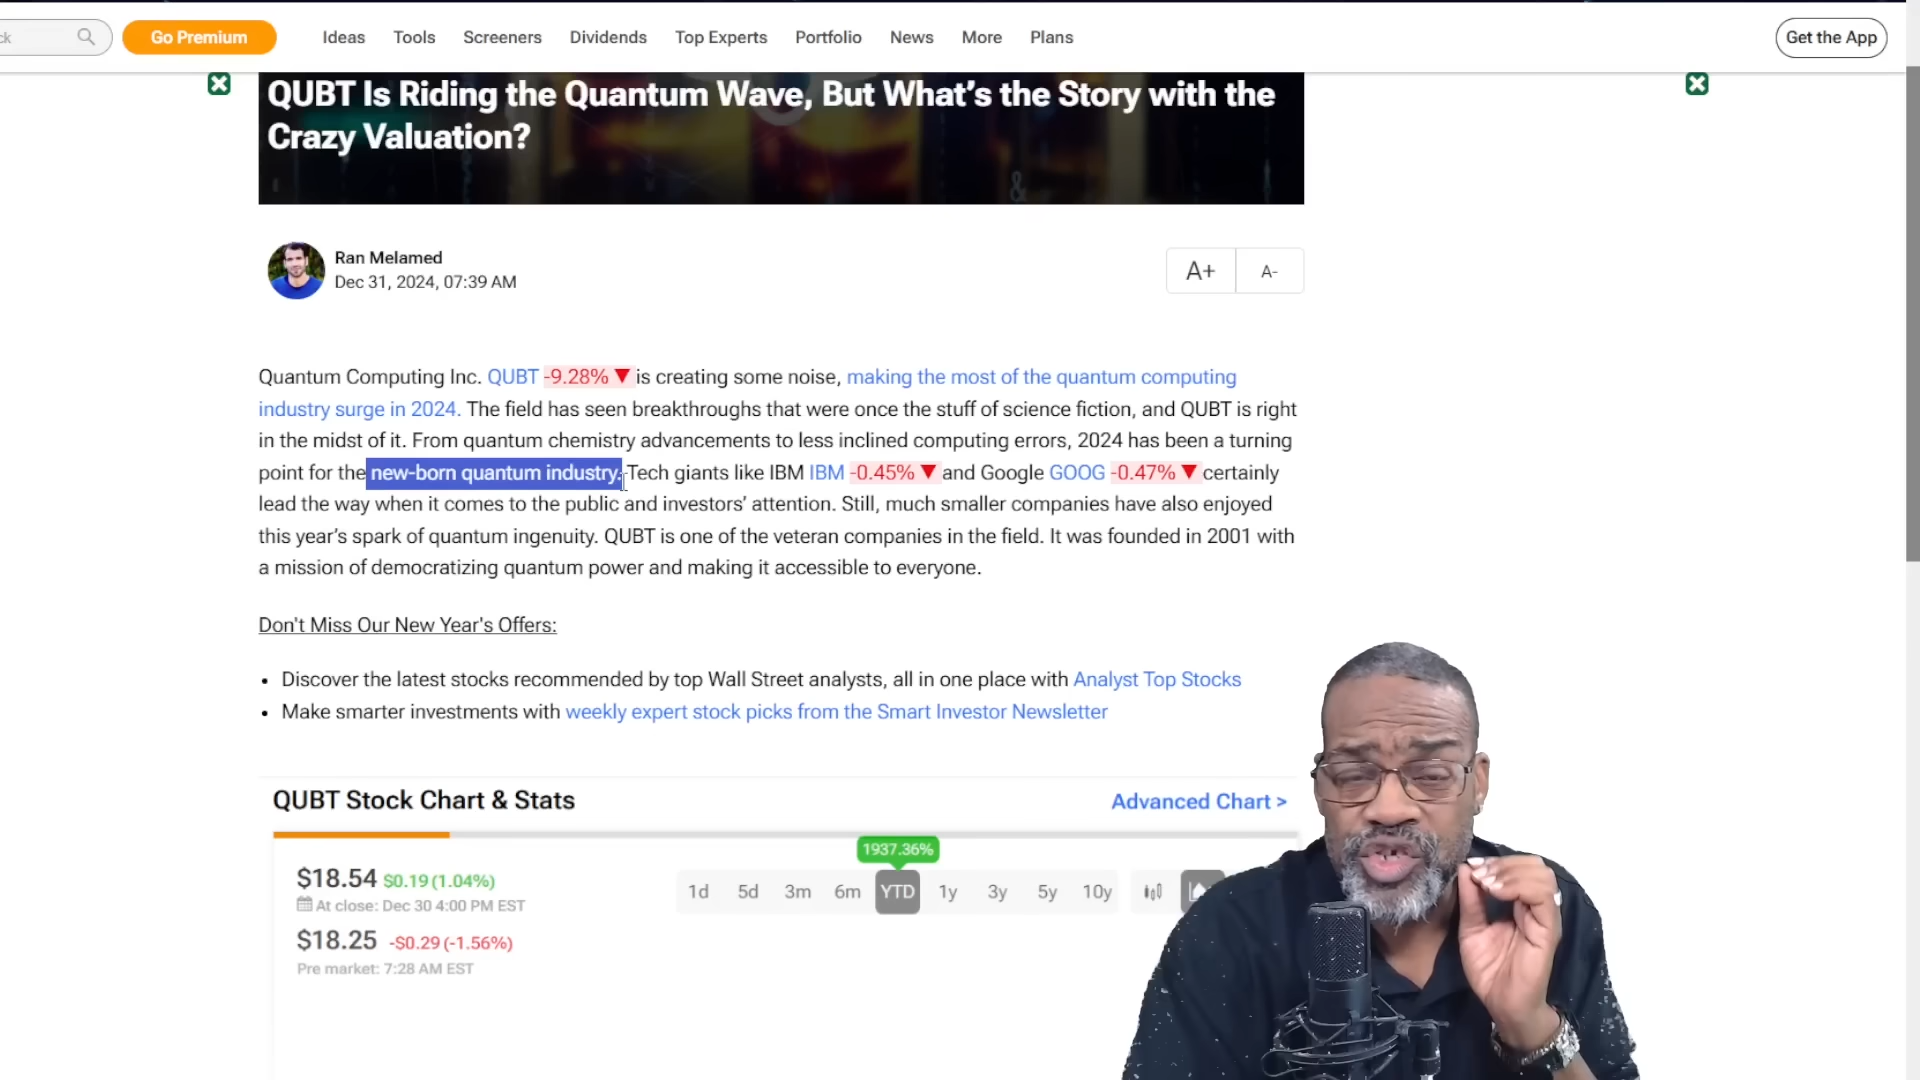 ck
Go Premium
Ideas
Tools
Screeners
Dividends
Top Experts
Portfolio
News
More
Plans
Get the App
QUBT Is Riding the Quantum Wave, But What's the Story with the
Crazy Valuation?
&
Ran Melamed
Dec 31, 2024, 07:39 AM
A+
A-
Quantum Computing Inc. QUBT -9.28% ▼ is creating some noise, making the most of the quantum computing
industry surge in 2024. The field has seen breakthroughs that were once the stuff of science fiction, and QUBT is right
in the midst of it. From quantum chemistry advancements to less inclined computing errors, 2024 has been a turning
point for the new-born quantum industry. Tech giants like IBM IBM -0.45% ▼ and Google GOOG -0.47% ▼ certainly
lead the way when it comes to the public and investors' attention. Still, much smaller companies have also enjoyed
this year's spark of quantum ingenuity. QUBT is one of the veteran companies in the field. It was founded in 2001 with
a mission of democratizing quantum power and making it accessible to everyone.
Don't Miss Our New Year's Offers:
• Discover the latest stocks recommended by top Wall Street analysts, all in one place with Analyst Top Stocks
• Make smarter investments with weekly expert stock picks from the Smart Investor Newsletter
QUBT Stock Chart & Stats
Advanced Chart >
1937.36%
$18.54 $0.19 (1.04%)
At close: Dec 30 4:00 PM EST
$18.25 -$0.29 (-1.56%)
Pre market: 7:28 AM EST
1d
5d
3m
6m
YTD
1y
3y
5y
10y